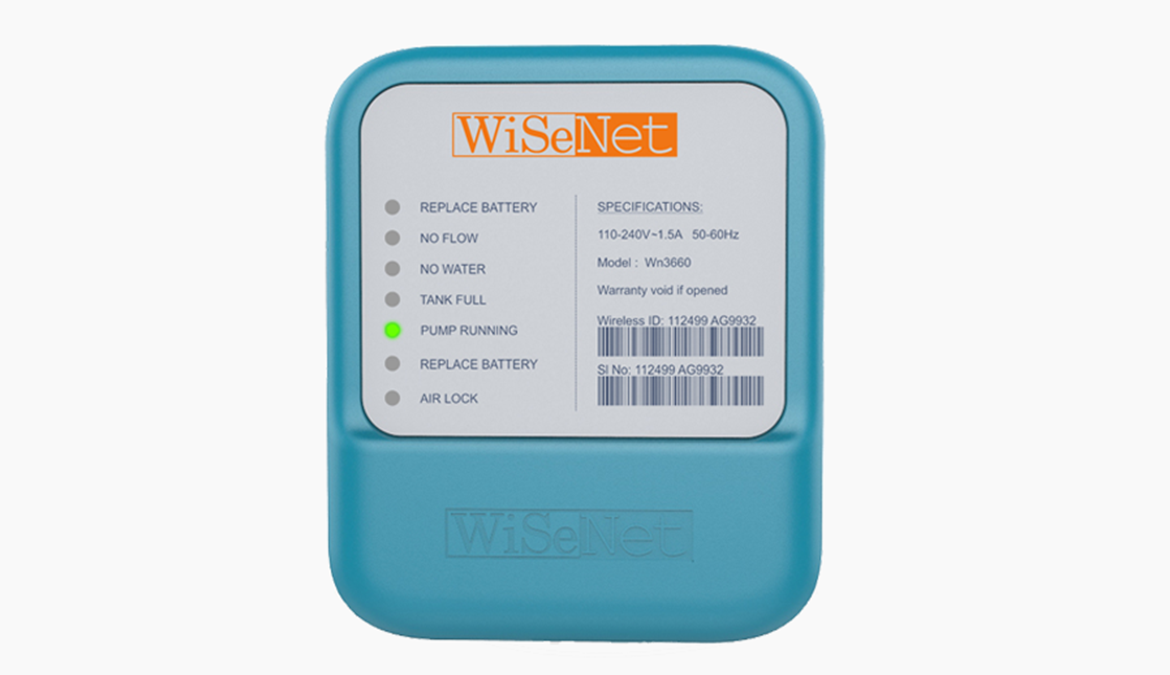 WiSeNet
REPLACE BATTERY
NO FLOW
NO WATER
TANK FULL
PUMP RUNNING
REPLACE BATTERY
AIR LOCK
SPECIFICATIONS:
110-240V~1.5A 50-60Hz
Model : Wn3660
Warranty void if opened
Wireless ID: 112499 AG9932
Sl No: 112499 AG9932
WiSeNet